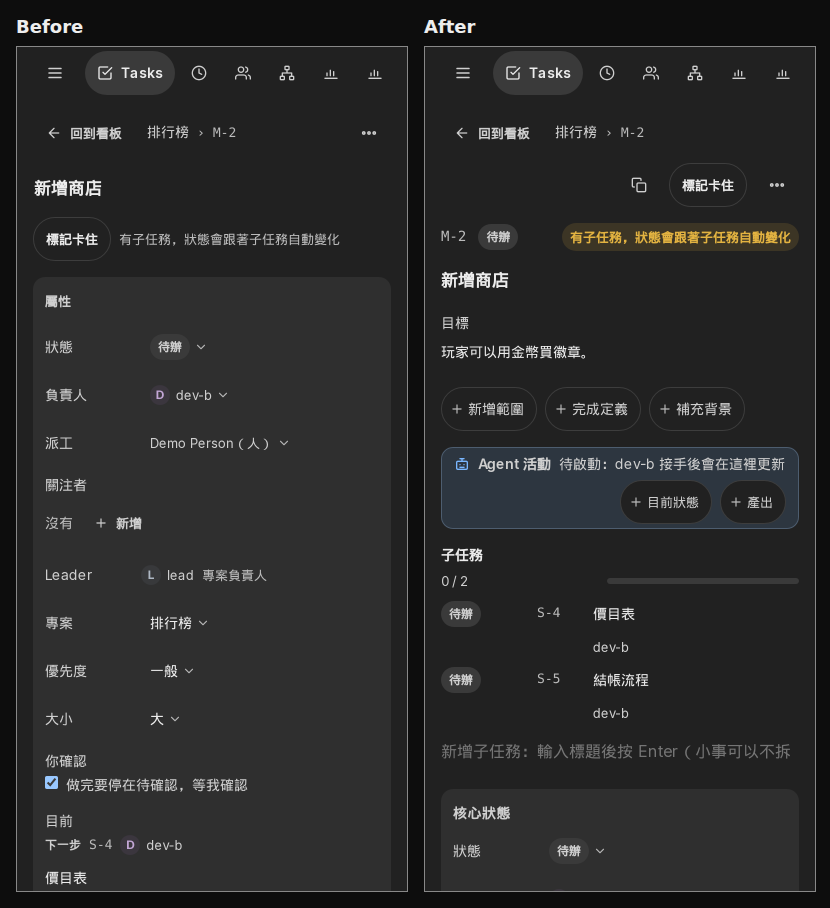 Before
Tasks
回到看板 排行榜 › M-2
新增商店
標記卡住 有子任務，狀態會跟著子任務自動變化
屬性
狀態 待辦
負責人 D dev-b
派工 Demo Person（人）
關注者
沒有 + 新增
Leader L lead 專案負責人
專案 排行榜
優先度 一般
大小 大
你確認
做完要停在待確認，等我確認
目前
下一步 S-4 D dev-b
價目表
After
Tasks
回到看板 排行榜 › M-2
標記卡住
M-2 待辦 有子任務，狀態會跟著子任務自動變化
新增商店
目標
玩家可以用金幣買徽章。
+ 新增範圍 + 完成定義 + 補充背景
Agent 活動 待啟動：dev-b 接手後會在這裡更新
+ 目前狀態 + 產出
子任務
0 / 2
待辦 S-4 價目表
dev-b
待辦 S-5 結帳流程
dev-b
新增子任務：輸入標題後按 Enter（小事可以不拆
核心狀態
狀態 待辦